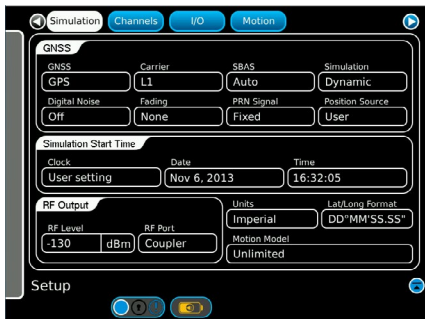 Simulation Channels I/O Motion
GNSS
GNSS Carrier SBAS Simulation
GPS L1 Auto Dynamic
Digital Noise Fading PRN Signal Position Source
Off None Fixed User
Simulation Start Time
Clock Date Time
User setting Nov 6, 2013 16:32:05
RF Output
Units Lat/Long Format
Imperial DD°MM'SS.SS"
RF Level RF Port
-130 dBm Coupler
Motion Model
Unlimited
Setup